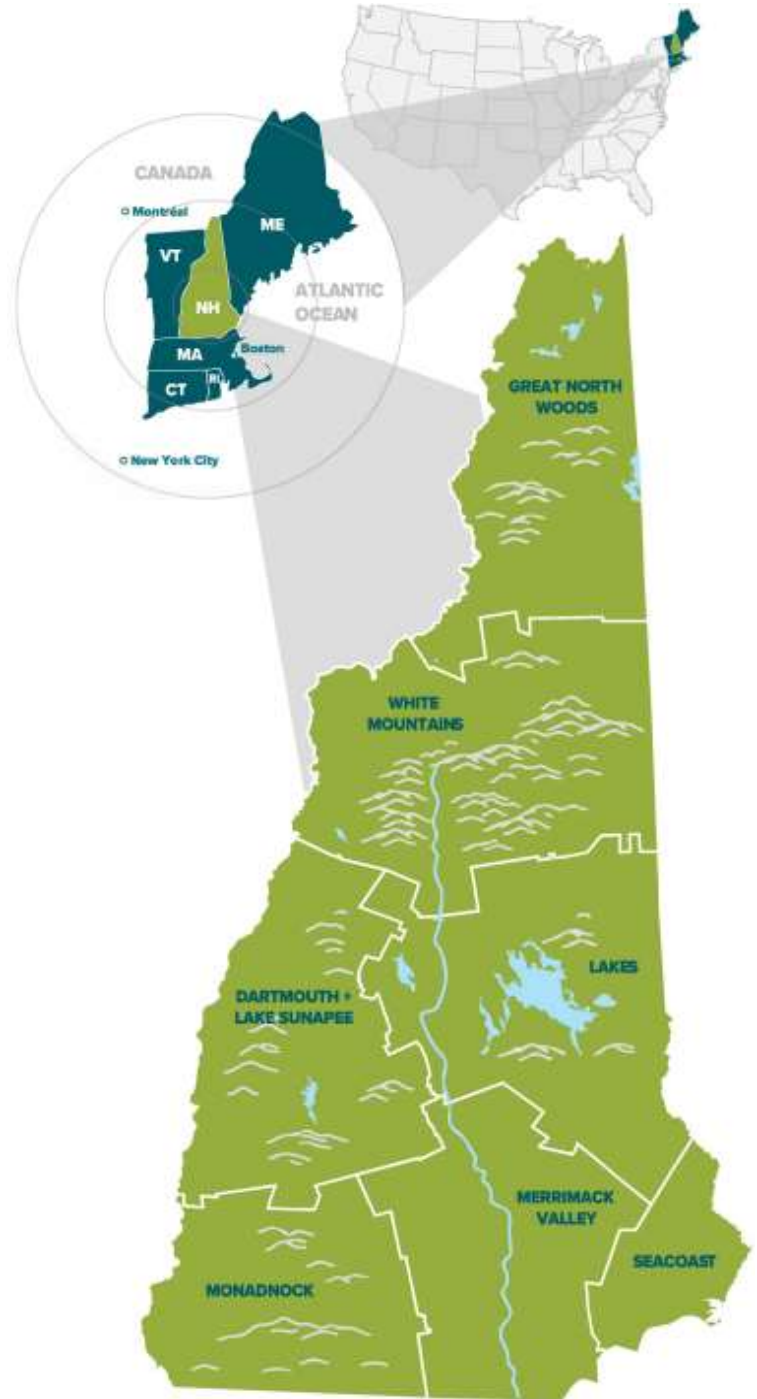 CANADA
Montréal
ME
VT
ATLANTIC
OCEAN
NH
MA
Boston
RI
CT
New York City
GREAT NORTH
WOODS
WHITE
MOUNTAINS
LAKES
DARTMOUTH +
LAKE SUNAPEE
MERRIMACK
VALLEY
SEACOAST
MONADNOCK